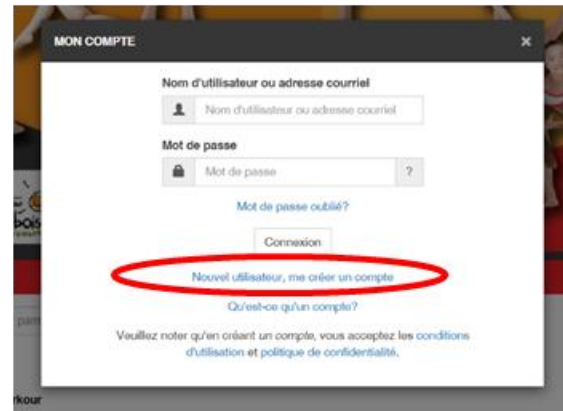 MON COMPTE ×
Nom d'utilisateur ou adresse courriel
Nom d'utilisateur ou adresse courriel
Mot de passe
Mot de passe ?
Mot de passe oublié?
Connexion
Nouvel utilisateur, me créer un compte
Qu'est-ce qu'un compte?
Veuillez noter qu'en créant un compte, vous acceptez les conditions
d'utilisation et politique de confidentialité.